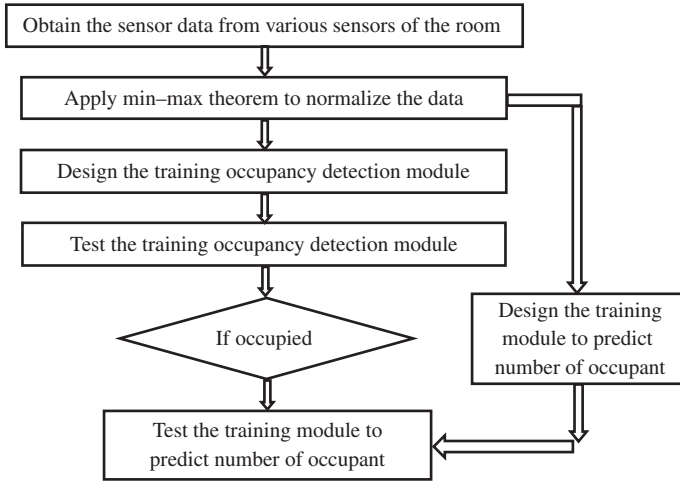 Obtain the sensor data from various sensors of the room
Apply min–max theorem to normalize the data
Design the training occupancy detection module
Test the training occupancy detection module
If occupied
Design the training
module to predict
number of occupant
Test the training module to
predict number of occupant